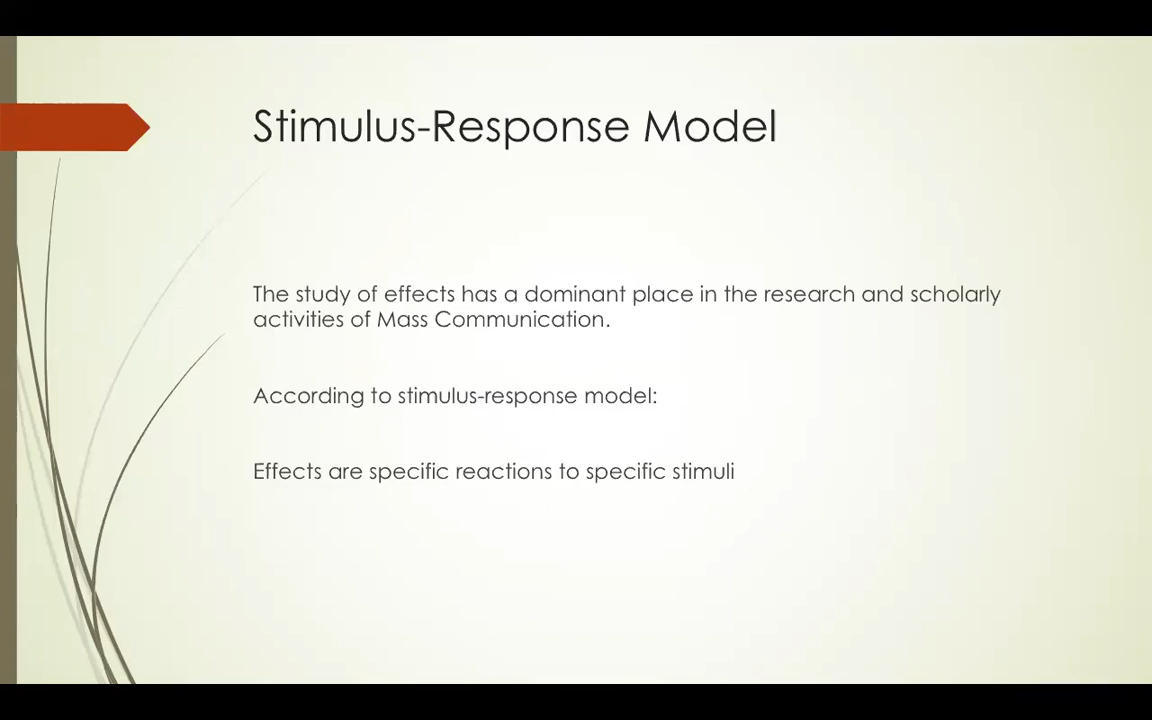 Stimulus-Response Model
The study of effects has a dominant place in the research and scholarly
activities of Mass Communication.
According to stimulus-response model:
Effects are specific reactions to specific stimuli